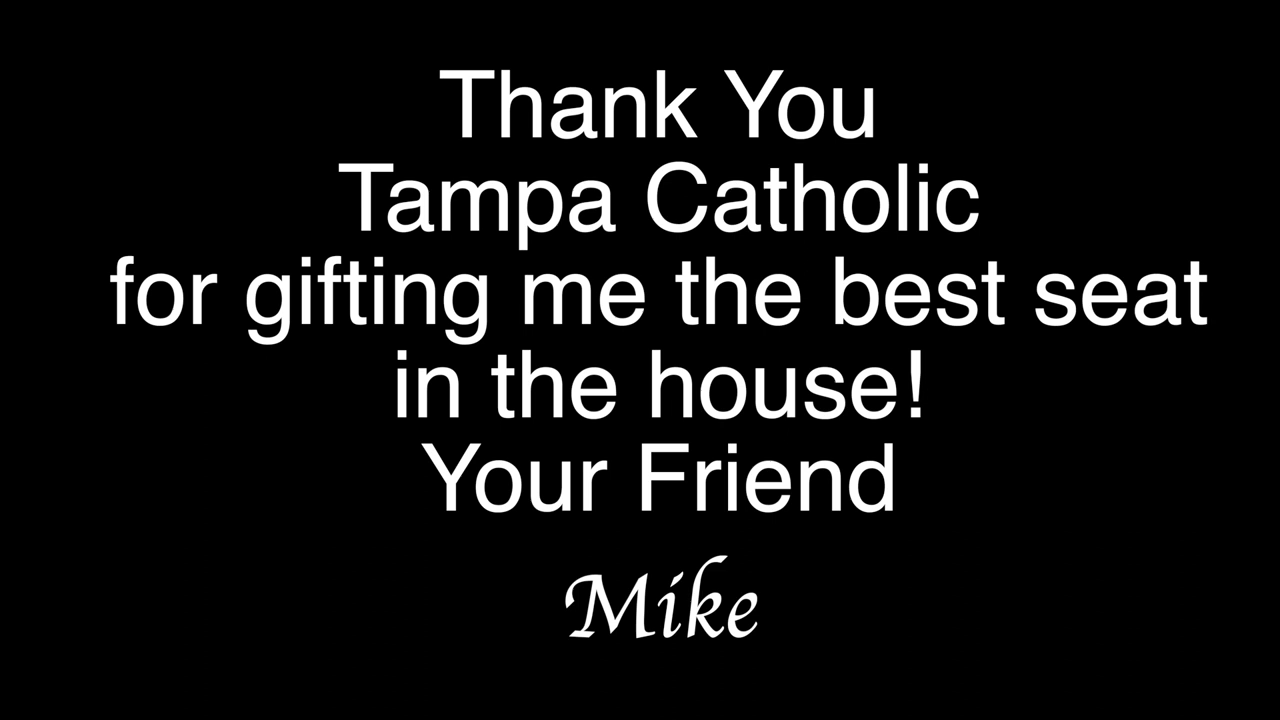 Thank You
Tampa Catholic
for gifting me the best seat
in the house!
Your Friend
Mike